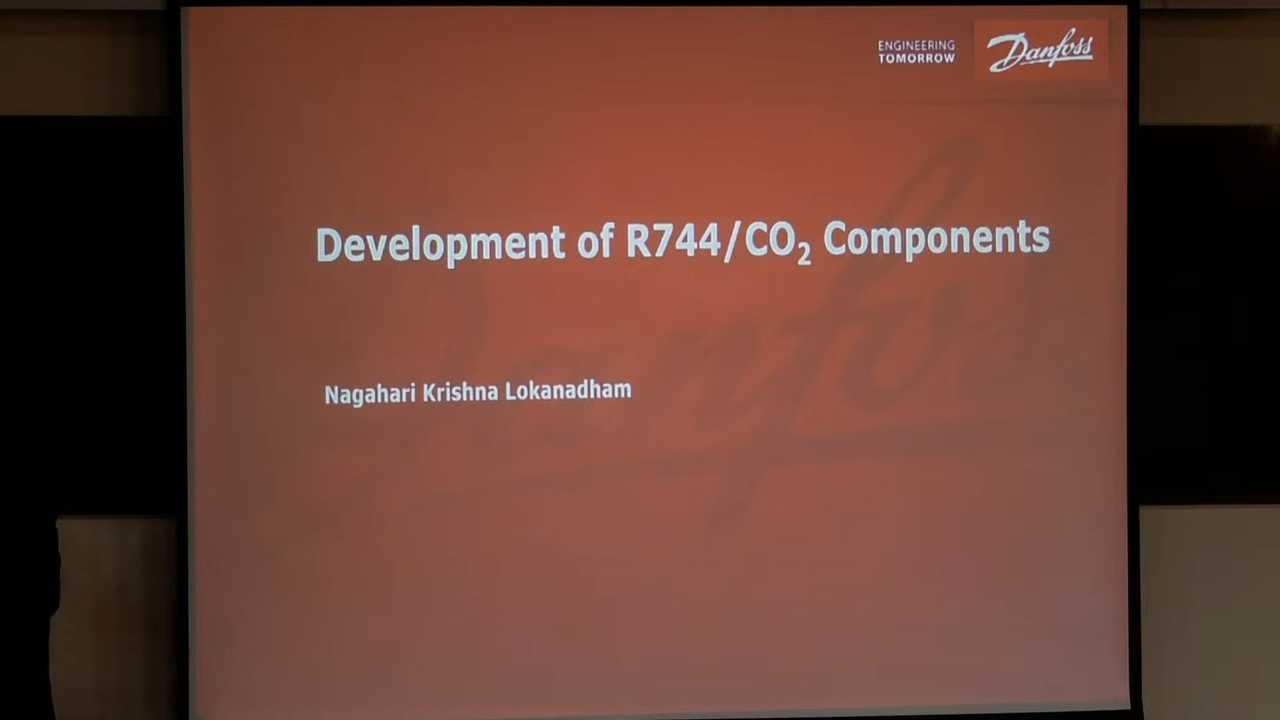 ENGINEERING
TOMORROW
Danfoss
Development of R744/CO₂ Components
Nagahari Krishna Lokanadham